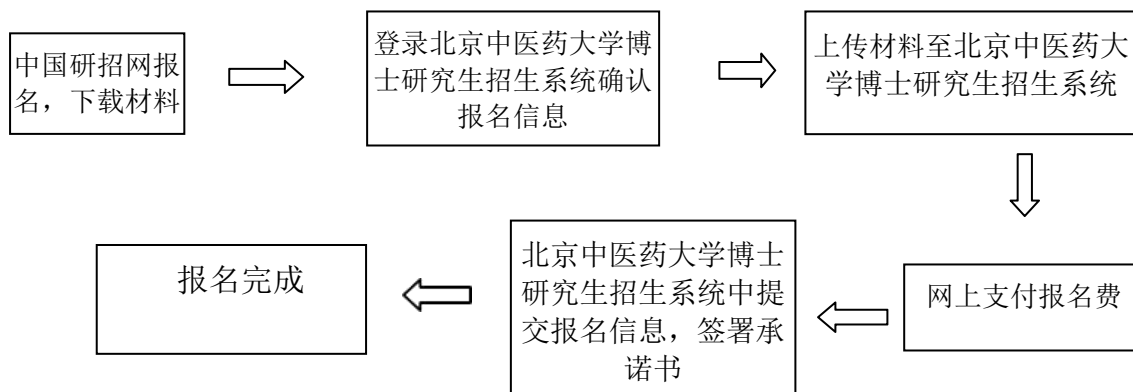 中国研招网报
名，下载材料
登录北京中医药大学博
士研究生招生系统确认
报名信息
上传材料至北京中医药大
学博士研究生招生系统
网上支付报名费
北京中医药大学博士
研究生招生系统中提
交报名信息，签署承
诺书
报名完成